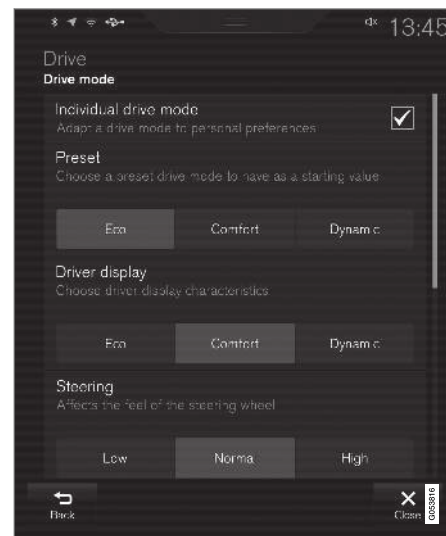 13:45
Drive
Drive mode
Individual drive mode
Adapt a drive mode to personal preferences
Preset
Choose a preset drive mode to have as a starting value
Eco Comfort Dynamic
Driver display
Choose driver display characteristics
Eco Comfort Dynamic
Steering
Affects the feel of the steering wheel
Low Normal High
Back Close
G053816